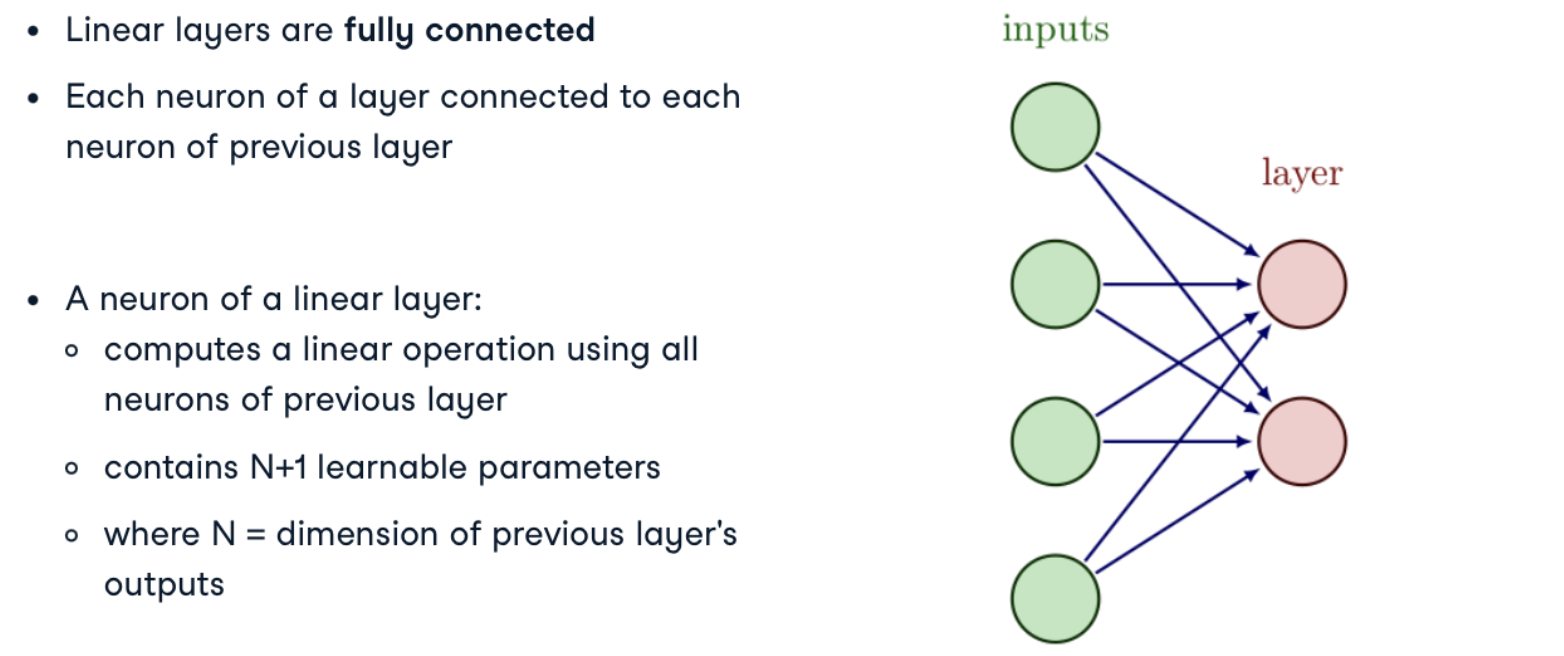 • Linear layers are fully connected
• Each neuron of a layer connected to each
neuron of previous layer
• A neuron of a linear layer:
∘ computes a linear operation using all
neurons of previous layer
∘ contains N+1 learnable parameters
∘ where N = dimension of previous layer's
outputs
inputs
layer